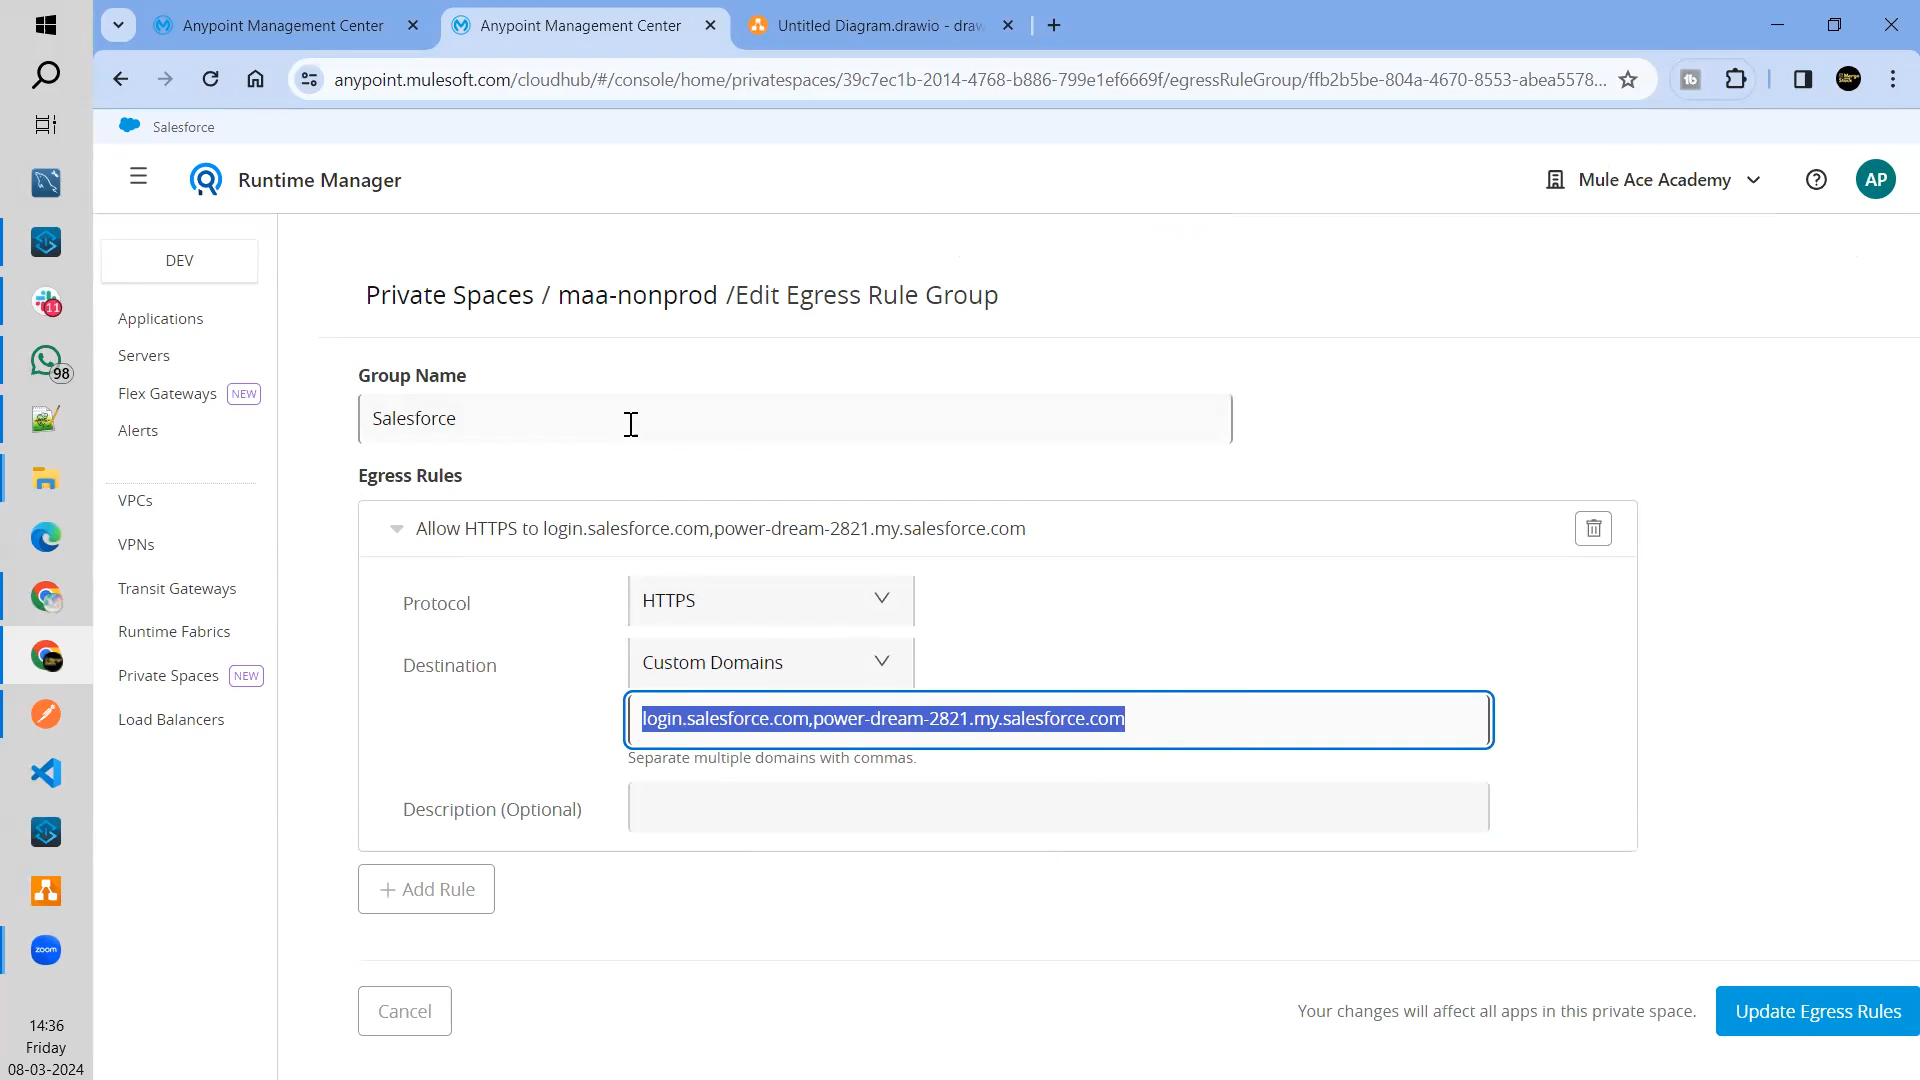 Anypoint Management Center
Anypoint Management Center
Untitled Diagram.drawio - draw
anypoint.mulesoft.com/cloudhub/#/console/home/privatespaces/39c7ec1b-2014-4768-b886-799e1ef6669f/egressRuleGroup/ffb2b5be-804a-4670-8553-abea5578...
Salesforce
Runtime Manager
Mule Ace Academy
AP
DEV
Applications
Servers
Flex Gateways NEW
Alerts
VPCs
VPNs
Transit Gateways
Runtime Fabrics
Private Spaces NEW
Load Balancers
Private Spaces / maa-nonprod /Edit Egress Rule Group
Group Name
Salesforce
Egress Rules
Allow HTTPS to login.salesforce.com,power-dream-2821.my.salesforce.com
Protocol
HTTPS
Destination
Custom Domains
login.salesforce.com,power-dream-2821.my.salesforce.com
Separate multiple domains with commas.
Description (Optional)
+ Add Rule
Cancel
Your changes will affect all apps in this private space.
Update Egress Rules
11
98
zoom
14:36
Friday
08-03-2024